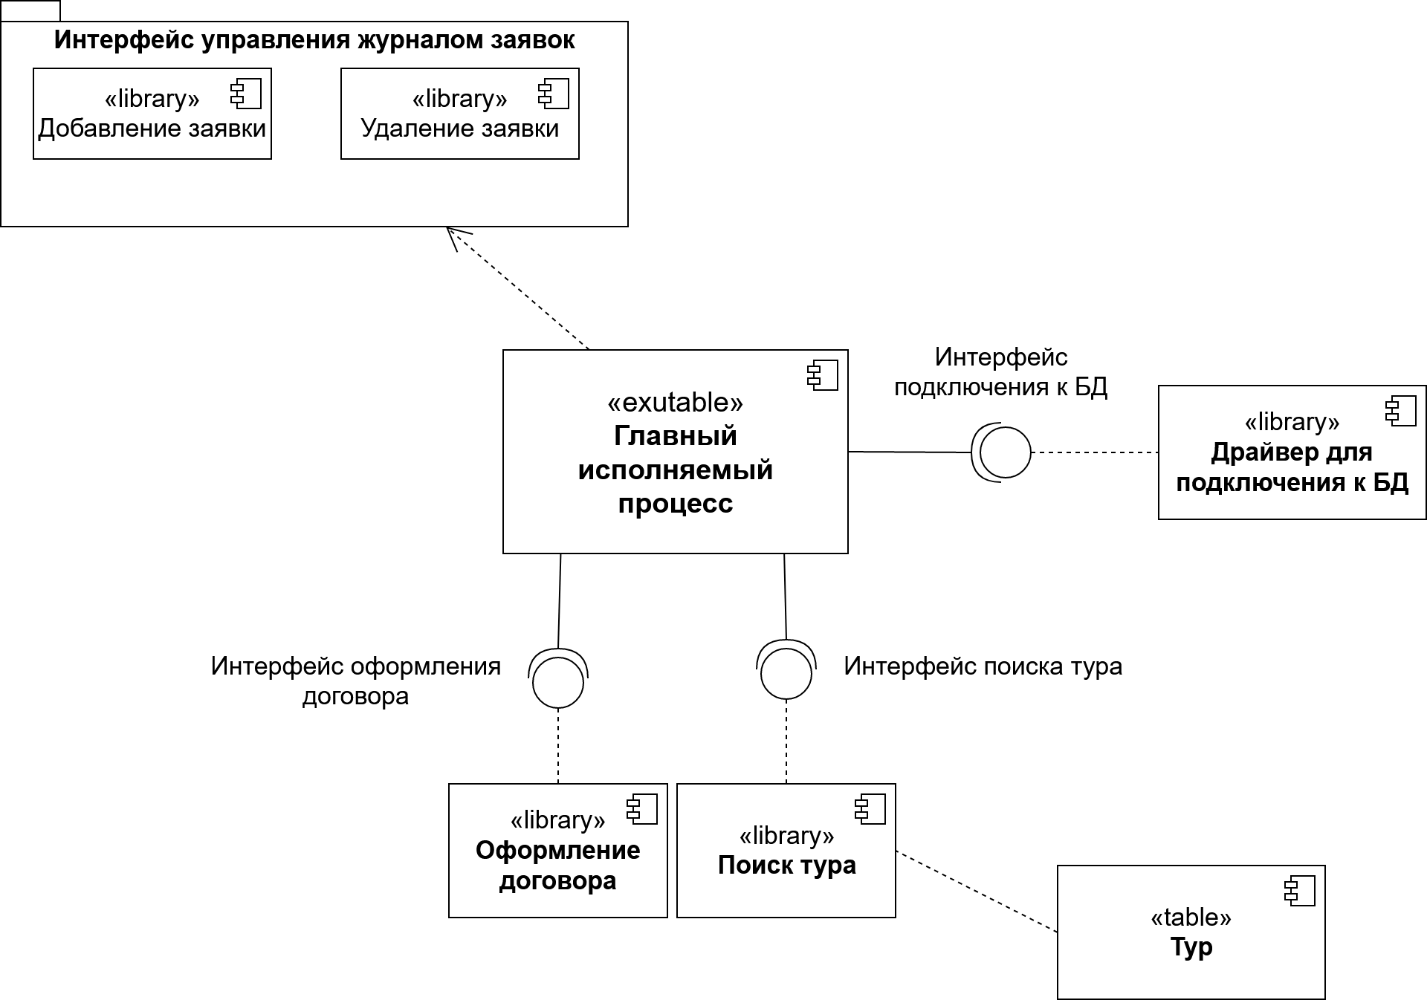 Интерфейс управления журналом заявок
«library»
Добавление заявки
«library»
Удаление заявки
«exutable»
Главный
исполняемый
процесс
Интерфейс
подключения к БД
«library»
Драйвер для
подключения к БД
Интерфейс оформления
договора
Интерфейс поиска тура
«library»
Оформление
договора
«library»
Поиск тура
«table»
Тур